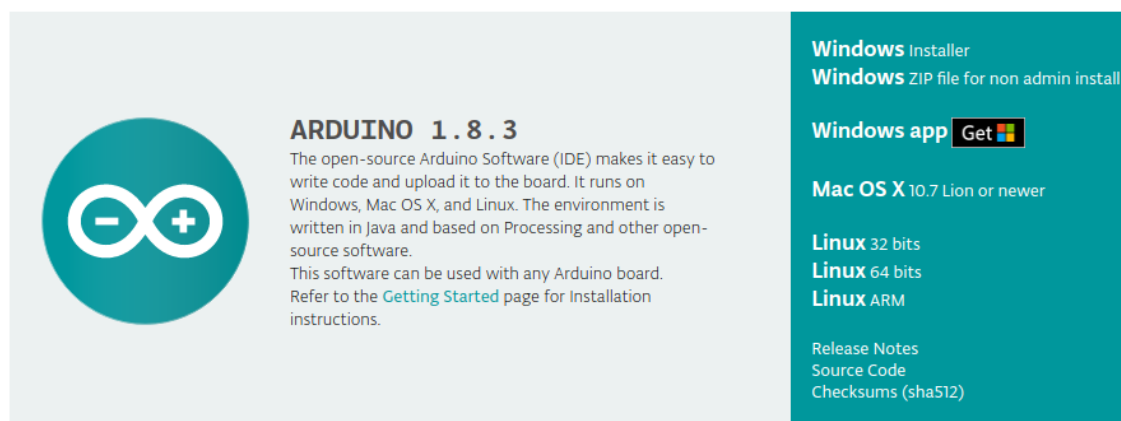 ARDUINO 1.8.3
The open-source Arduino Software (IDE) makes it easy to
write code and upload it to the board. It runs on
Windows, Mac OS X, and Linux. The environment is
written in Java and based on Processing and other open-
source software.
This software can be used with any Arduino board.
Refer to the Getting Started page for Installation
instructions.
Windows Installer
Windows ZIP file for non admin install
Windows app Get
Mac OS X 10.7 Lion or newer
Linux 32 bits
Linux 64 bits
Linux ARM
Release Notes
Source Code
Checksums (sha512)